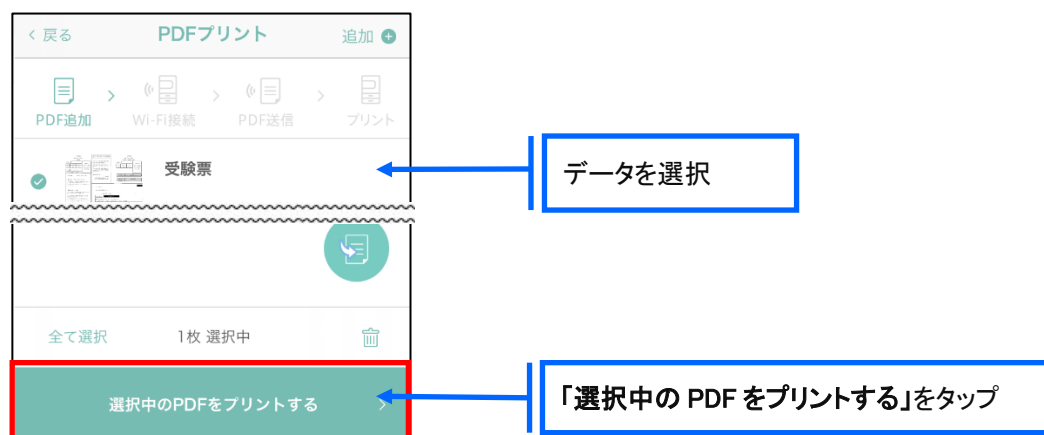 戻る PDFプリント 追加
PDF追加 Wi-Fi接続 PDF送信 プリント
受験票
データを選択
全て選択 1枚 選択中
選択中のPDFをプリントする
「選択中の PDF をプリントする」をタップ